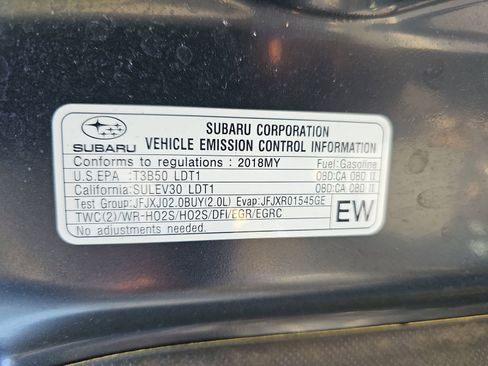 SUBARU
SUBARU CORPORATION
VEHICLE EMISSION CONTROL INFORMATION
Conforms to regulations : 2018MY Fuel:Gasoline
U.S.EPA :T3B50 LDT1 OBD:CA OBD II
California:SULEV30 LDT1 OBD:CA OBD II
Test Group:JFJXJ02.0BUY(2.0L) Evap:JFJXR01545GE
TWC(2)/WR-HO2S/HO2S/DFI/EGR/EGRC
No adjustments needed.
EW